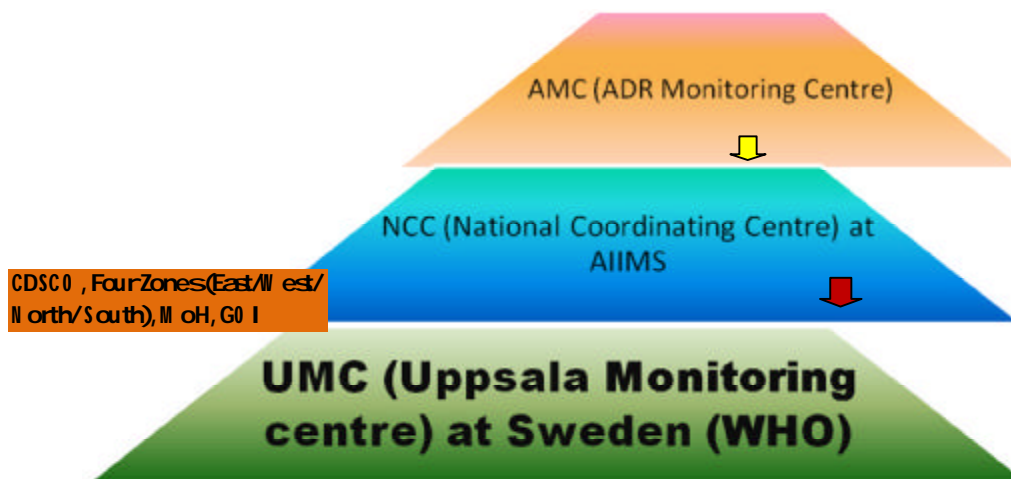 AMC (ADR Monitoring Centre)
NCC (National Coordinating Centre) at
AIIMS
CDSCO , Four Zones(East/West/
North/South), MoH, GOI
UMC (Uppsala Monitoring
centre) at Sweden (WHO)